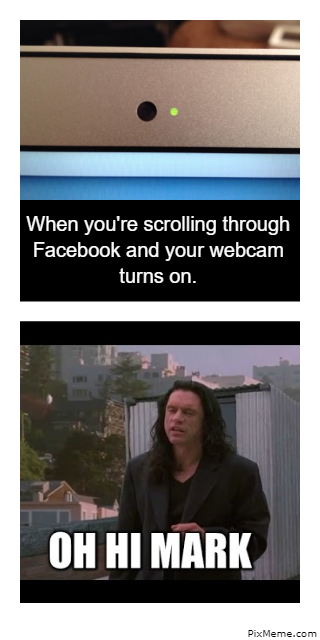 When you're scrolling through
Facebook and your webcam
turns on.
OH HI MARK
PixMeme.com